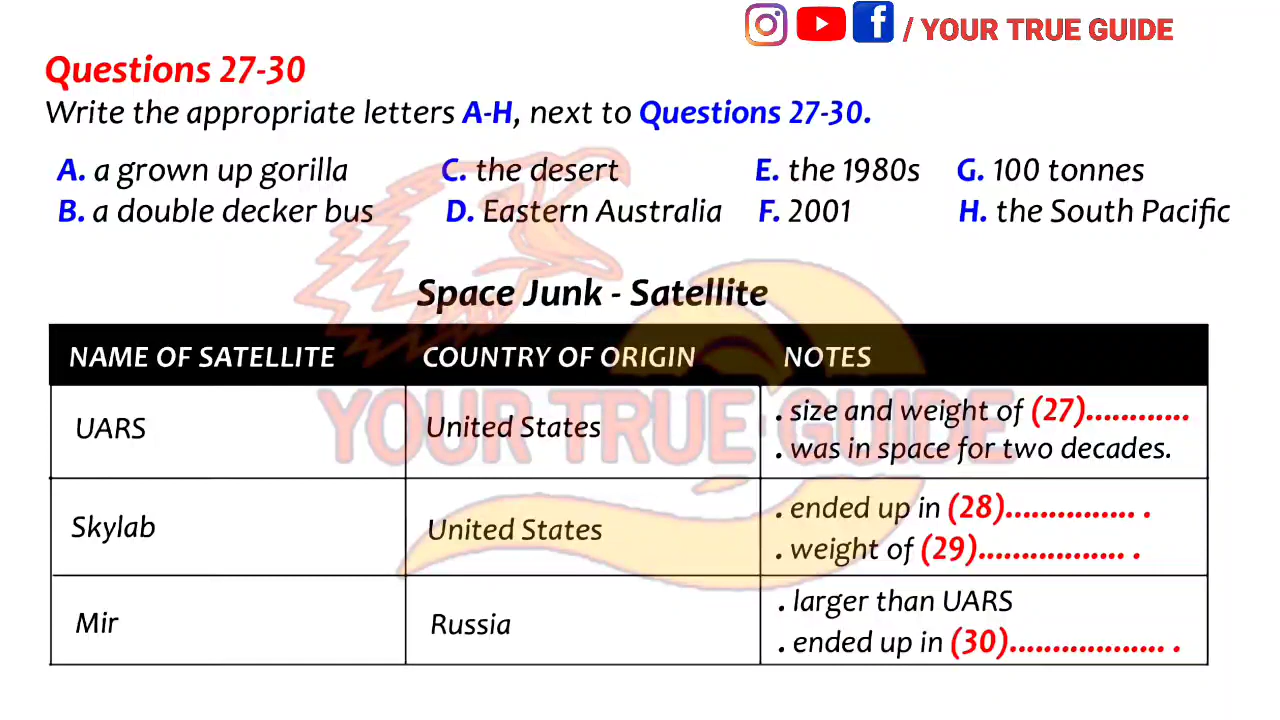 / YOUR TRUE GUIDE
Questions 27-30
Write the appropriate letters A-H, next to Questions 27-30.
A. a grown up gorilla C. the desert E. the 1980s G. 100 tonnes
B. a double decker bus D. Eastern Australia F. 2001 H. the South Pacific
Space Junk - Satellite
NAME OF SATELLITE COUNTRY OF ORIGIN NOTES
UARS United States . size and weight of (27)............
. was in space for two decades.
Skylab United States . ended up in (28)............... .
. weight of (29)................. .
Mir Russia . larger than UARS
. ended up in (30).................. .
YOUR TRUE GUIDE